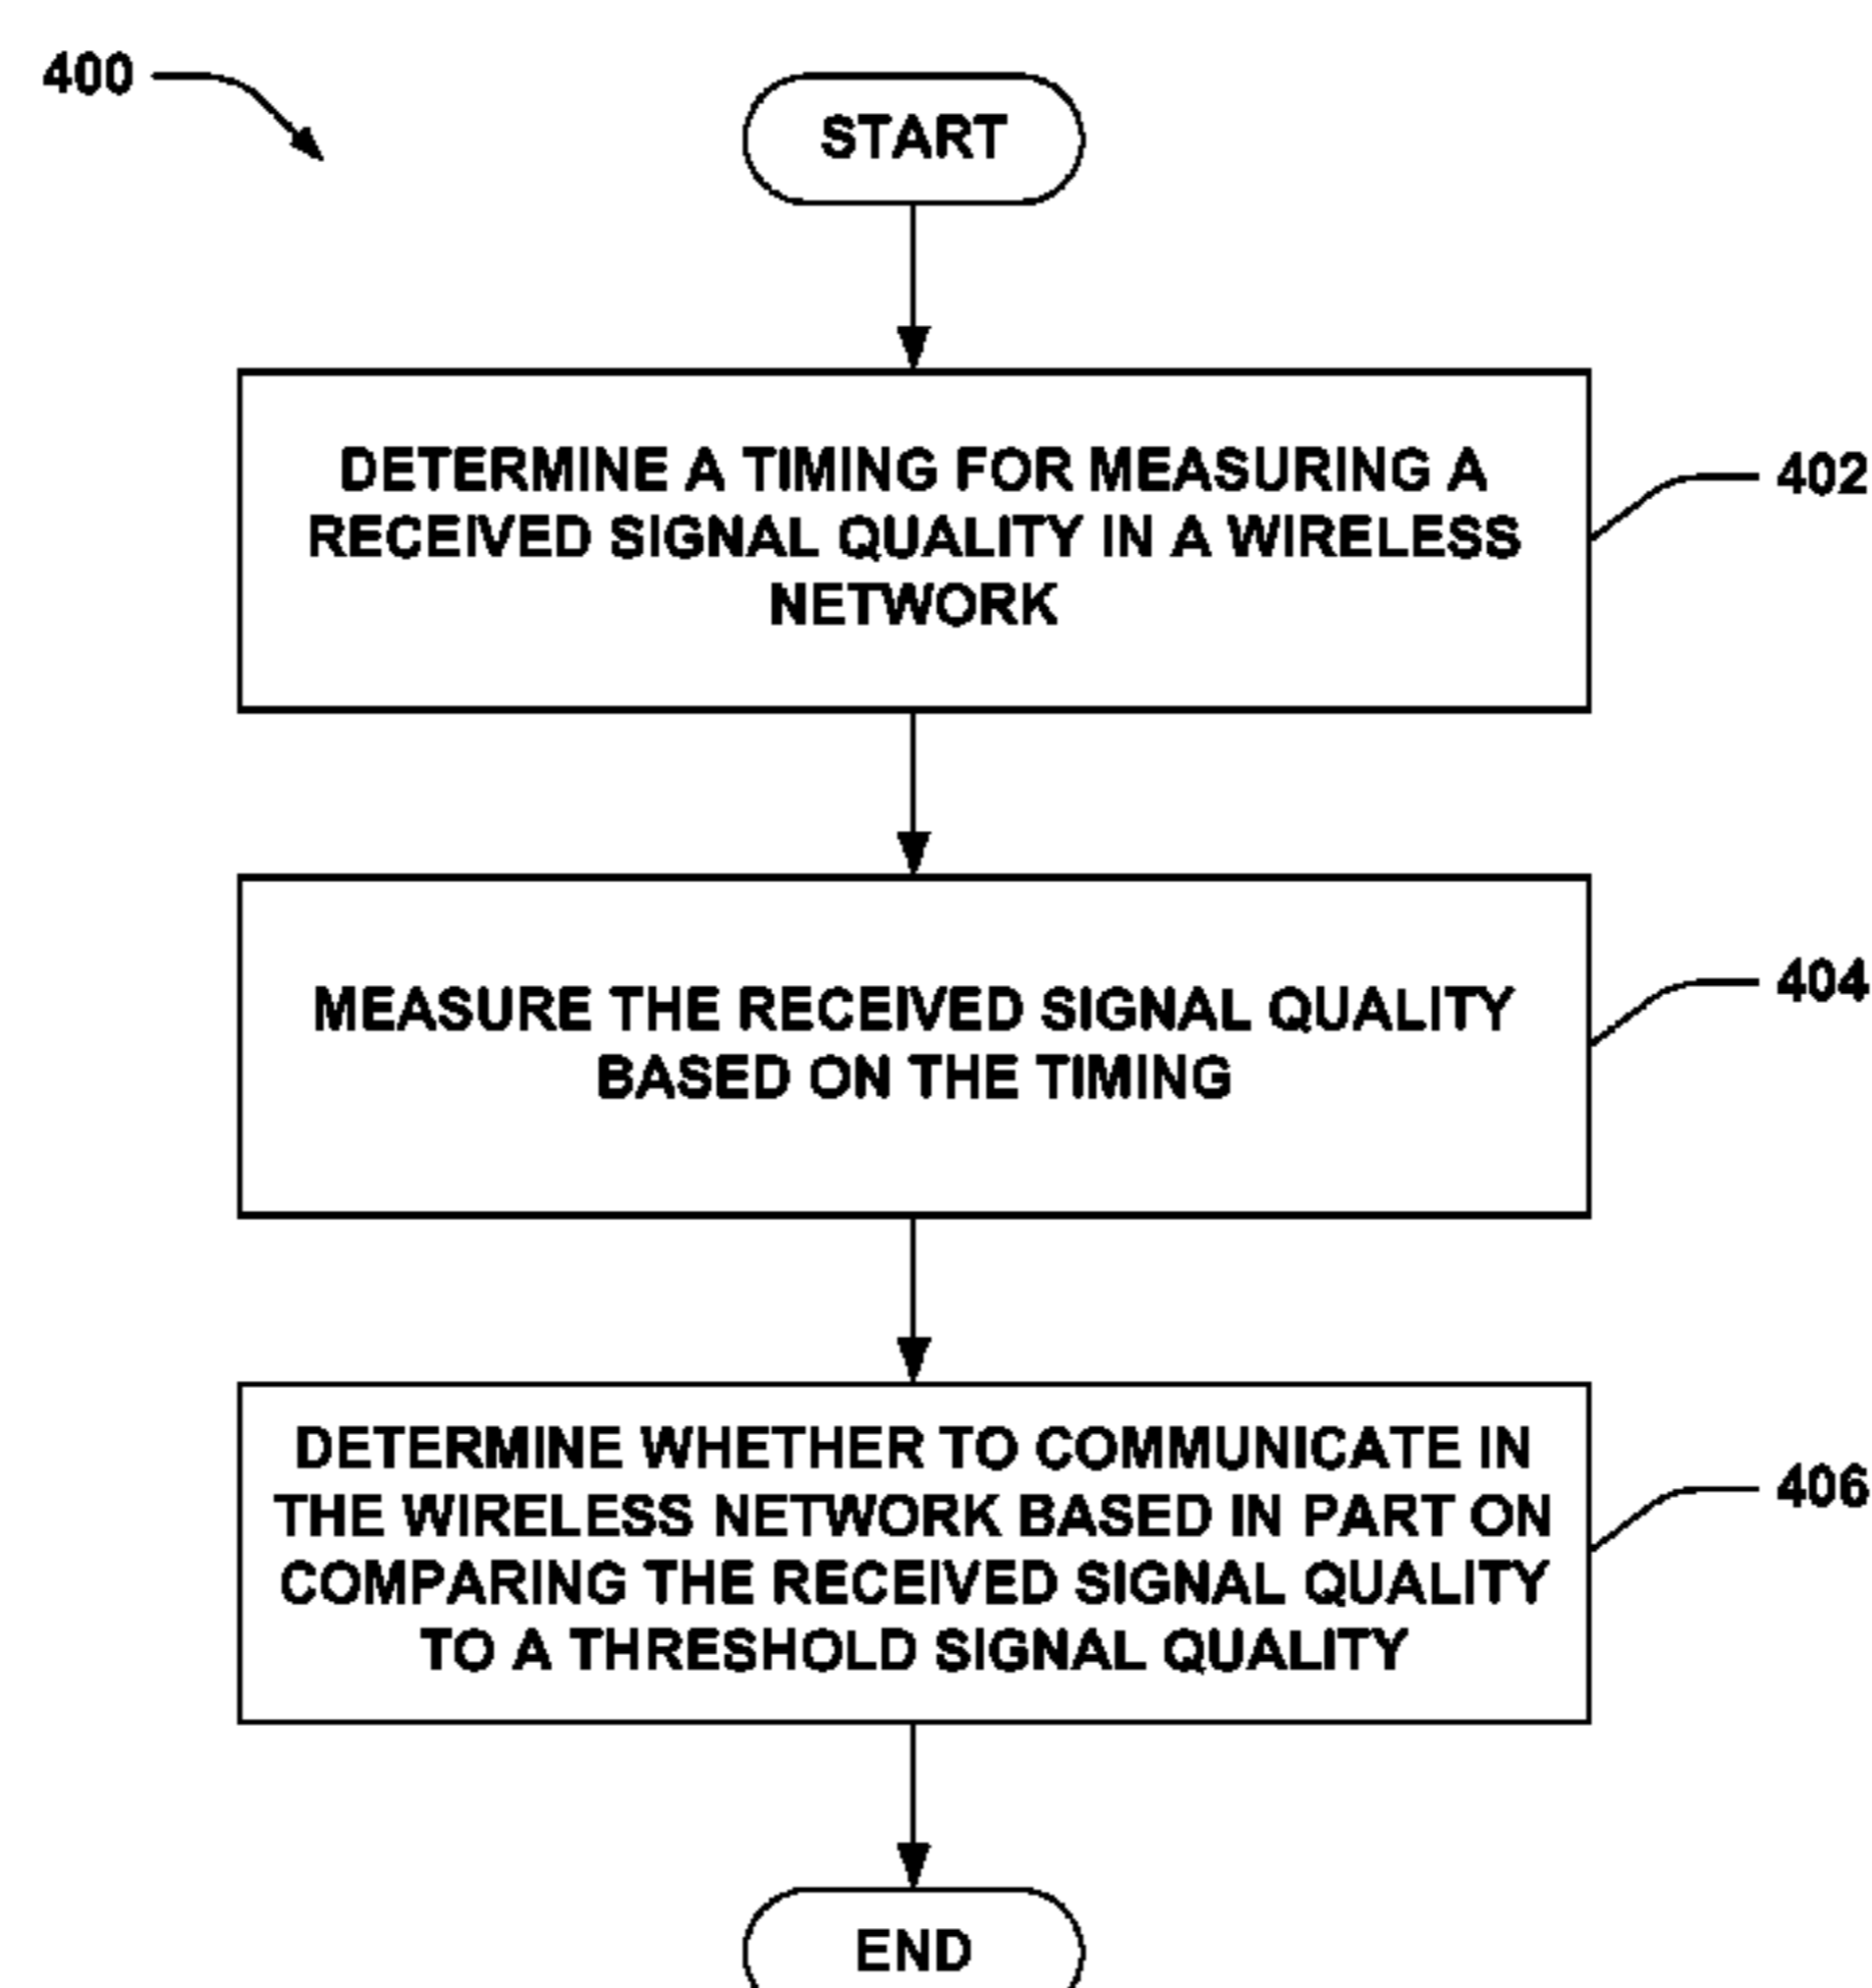 400
START
DETERMINE A TIMING FOR MEASURING A
RECEIVED SIGNAL QUALITY IN A WIRELESS
NETWORK
402
MEASURE THE RECEIVED SIGNAL QUALITY
BASED ON THE TIMING
404
DETERMINE WHETHER TO COMMUNICATE IN
THE WIRELESS NETWORK BASED IN PART ON
COMPARING THE RECEIVED SIGNAL QUALITY
TO A THRESHOLD SIGNAL QUALITY
406
END